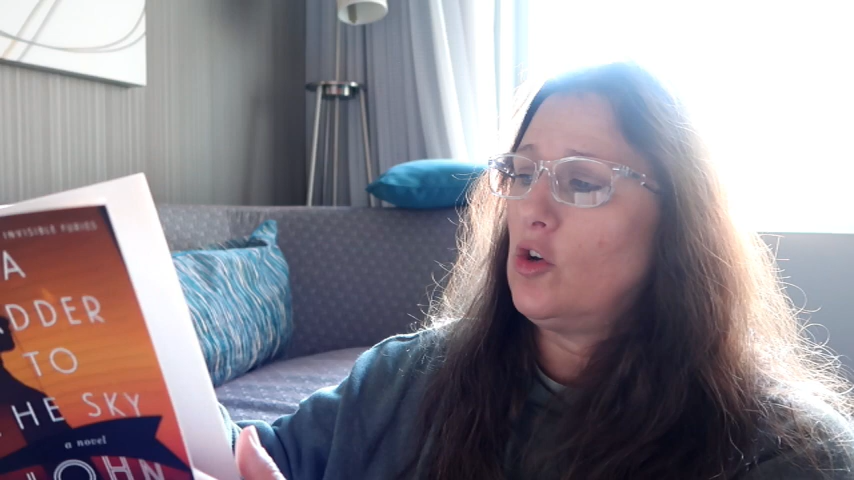 INVISIBLE FURIES
A
DDER
TO
HE SKY
a novel
JOHN